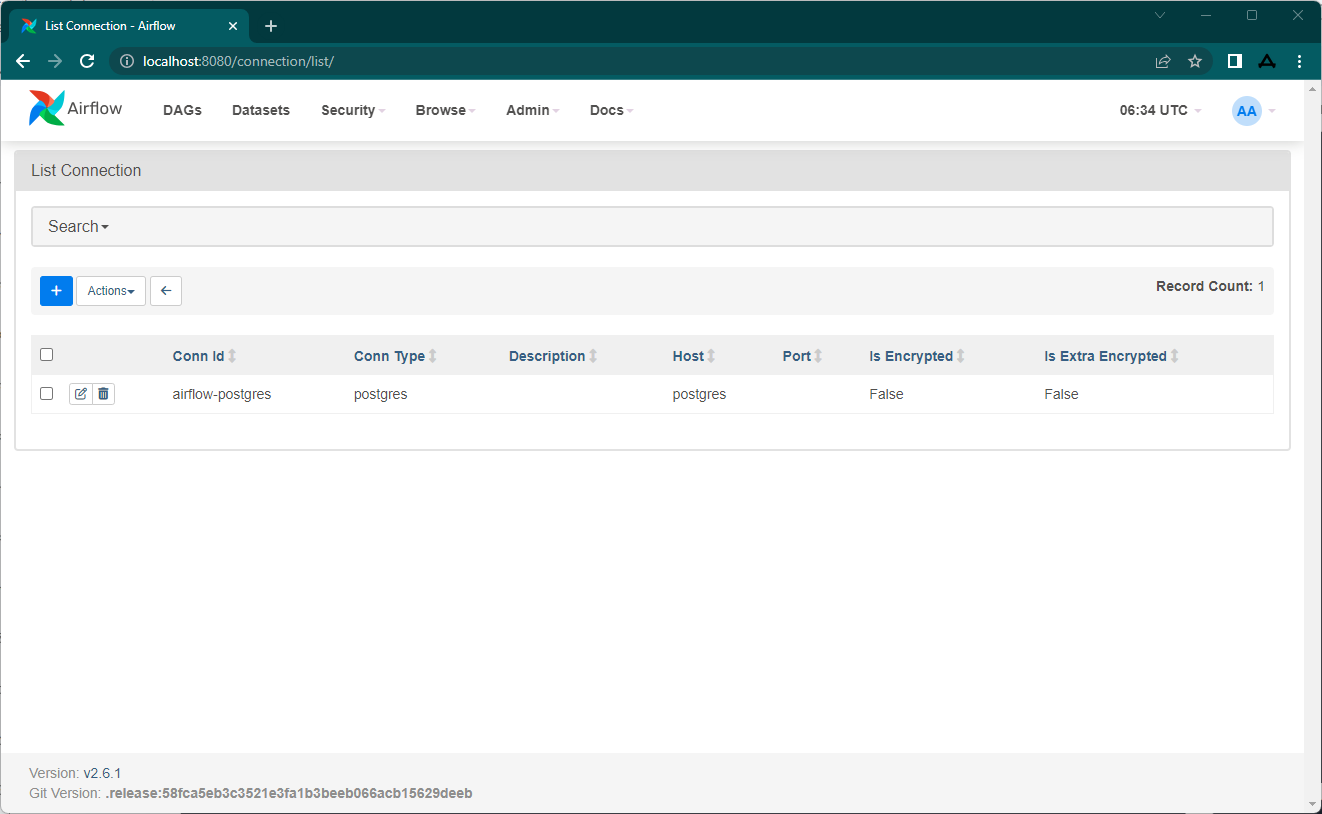 List Connection - Airflow
localhost:8080/connection/list/
Airflow DAGs Datasets Security Browse Admin Docs 06:34 UTC AA
List Connection
Search
Actions Record Count: 1
Conn Id Conn Type Description Host Port Is Encrypted Is Extra Encrypted
airflow-postgres postgres postgres False False
Version: v2.6.1
Git Version: .release:58fca5eb3c3521e3fa1b3beeb066acb15629deeb